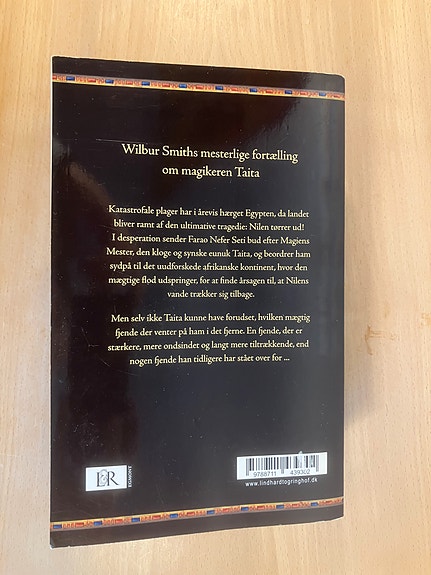 Wilbur Smiths mesterlige fortælling
om magikeren Taita
Katastrofale plager har i årevis hærget Egypten, da landet
bliver ramt af den ultimative tragedie: Nilen tørrer ud!
I desperation sender Farao Nefer Seti bud efter Magiens
Mester, den kloge og synske eunuk Taita, og beordrer ham
sydpå til det uudforskede afrikanske kontinent, hvor den
mægtige flod udspringer, for at finde årsagen til, at Nilens
vande trækker sig tilbage.
Men selv ikke Taita kunne have forudset, hvilken mægtig
fjende der venter på ham i det fjerne. En fjende, der er
stærkere, mere ondsindet og langt mere tiltrækkende, end
nogen fjende han tidligere har stået over for ...
L&R
EGMONT
9 788711 439302
www.lindhardtogringhof.dk